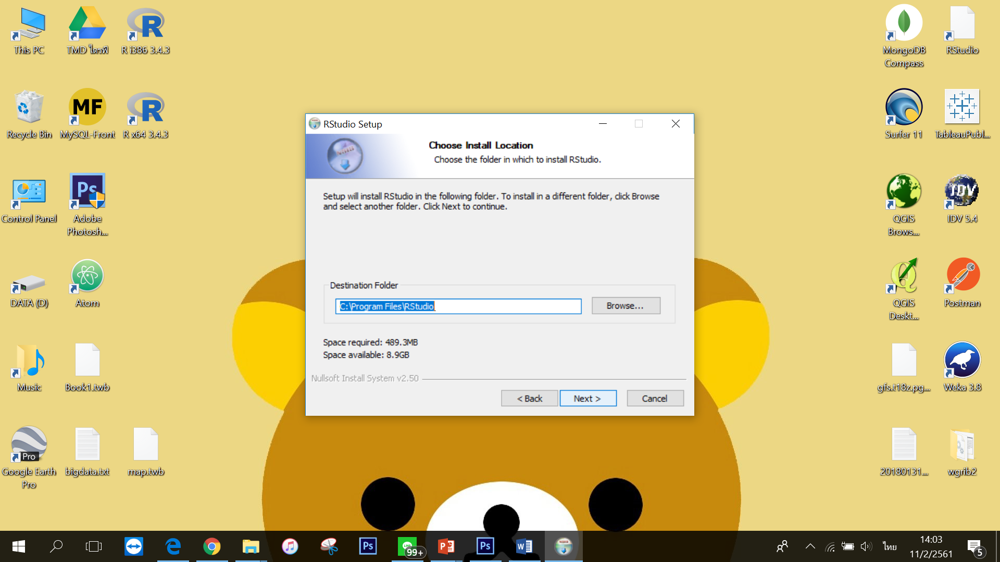 This PC
TMD ไดรฟ์
R i386 3.4.3
Recycle Bin
MF
MySQL-Front
R x64 3.4.3
Control Panel
Ps
Adobe
Photosh...
DATA (D)
Atom
Music
Book1.twb
Pro
Google Earth
Pro
bigdata.txt
map.twb
RStudio Setup
Choose Install Location
Choose the folder in which to install RStudio.
Setup will install RStudio in the following folder. To install in a different folder, click Browse
and select another folder. Click Next to continue.
Destination Folder
C:\Program Files\RStudio
Browse...
Space required: 489.3MB
Space available: 8.9GB
Nullsoft Install System v2.50
< Back
Next >
Cancel
MongoDB
Compass
RStudio
Surfer 11
TableauPubl...
QGIS
Brows...
IDV
IDV 5.4
QGIS
Deskt...
Postman
gfs.t18z.pg...
Weka 3.8
20180131...
wgrib2
Ps
99+
Ps
ไทย
14:03
11/2/2561
5